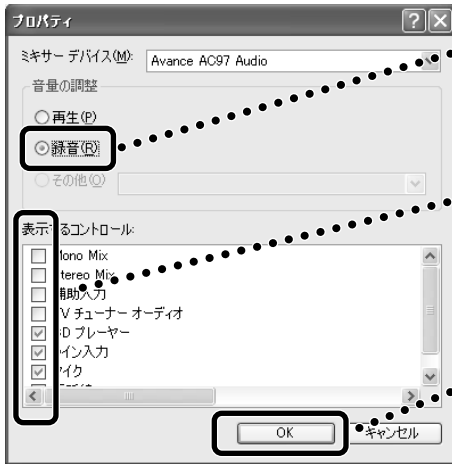 プロパティ
ミキサー デバイス(M): Avance AC97 Audio
音量の調整
再生(P)
録音(R)
その他(O)
表示するコントロール:
Mono Mix
Stereo Mix
補助入力
TV チューナー オーディオ
CD プレーヤー
ライン入力
マイク
OK キャンセル